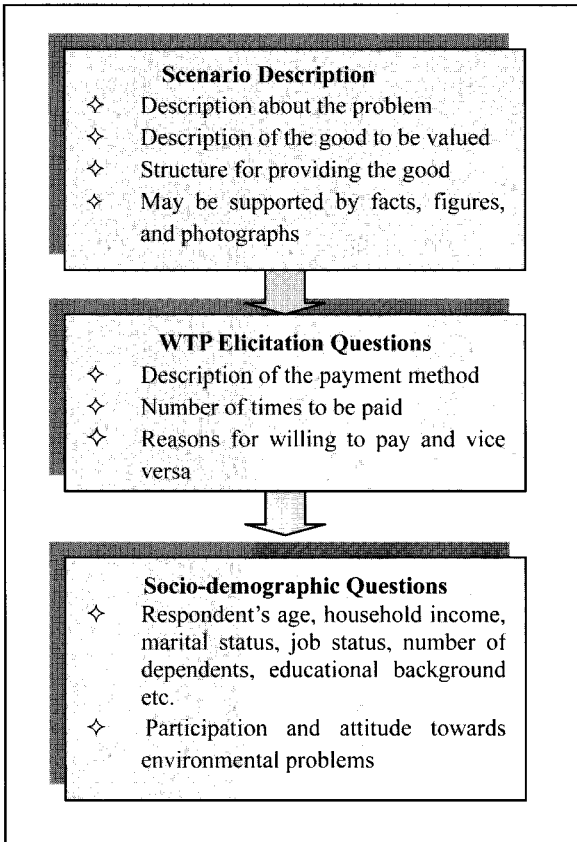 Scenario Description
✧ Description about the problem
✧ Description of the good to be valued
✧ Structure for providing the good
✧ May be supported by facts, figures,
and photographs
WTP Elicitation Questions
✧ Description of the payment method
✧ Number of times to be paid
✧ Reasons for willing to pay and vice
versa
Socio-demographic Questions
✧ Respondent's age, household income,
marital status, job status, number of
dependents, educational background
etc.
✧ Participation and attitude towards
environmental problems